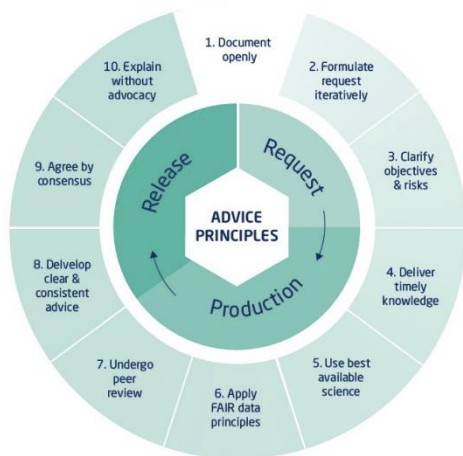 1. Document
openly
2. Formulate
request
iteratively
3. Clarify
objectives
& risks
4. Deliver
timely
knowledge
5. Use best
available
science
6. Apply
FAIR data
principles
7. Undergo
peer
review
8. Delvelop
clear &
consistent
advice
9. Agree by
consensus
10. Explain
without
advocacy
Release
Request
Production
ADVICE
PRINCIPLES